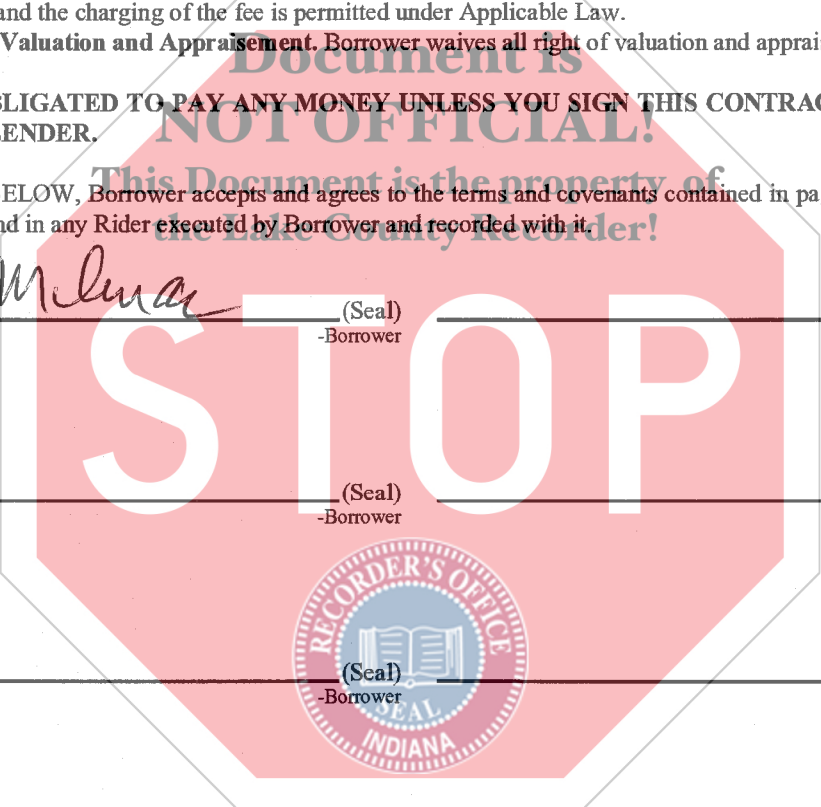 and the charging of the fee is permitted under Applicable Law.
Valuation and Appraisement. Borrower waives all right of valuation and apprai
Document is
BLIGATED TO PAY ANY MONEY UNLESS YOU SIGN THIS CONTRAC
NOT OFFICIAL!
LENDER.
This Document is the property of
ELOW, Borrower accepts and agrees to the terms and covenants contained in pa
nd in any Rider executed by Borrower and recorded with it.
the Lake County Recorder!
(Seal)
-Borrower
STOP
(Seal)
-Borrower
RECORDER'S OFFICE
(Seal)
-Borrower
SEAL
INDIANA